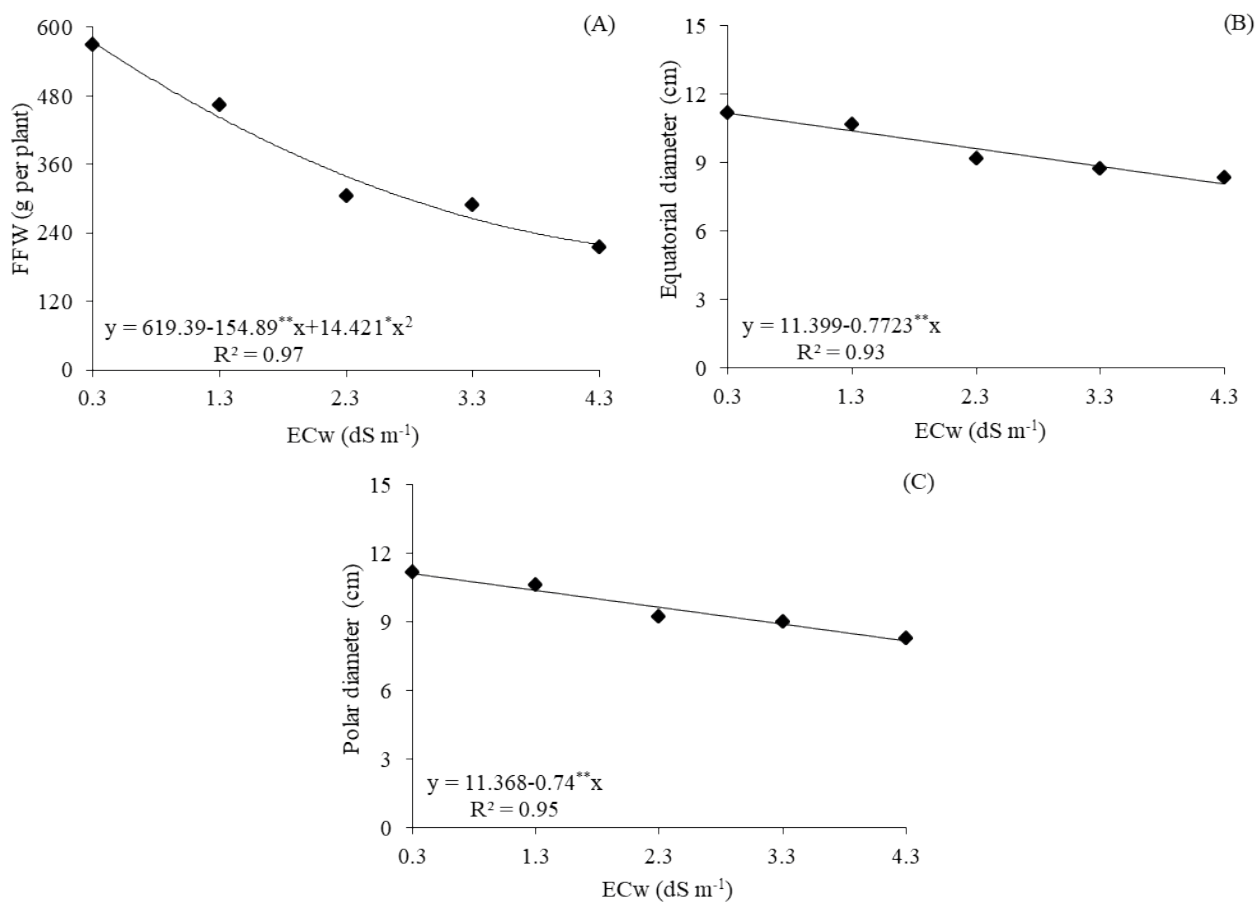 (A)
600
480
360
240
120
0
FFW (g per plant)
y = 619.39-154.89**x+14.421*x²
R² = 0.97
0.3 1.3 2.3 3.3 4.3
ECw (dS m⁻¹)
(B)
15
12
9
6
3
0
Equatorial diameter (cm)
y = 11.399-0.7723**x
R² = 0.93
0.3 1.3 2.3 3.3 4.3
ECw (dS m⁻¹)
(C)
15
12
9
6
3
0
Polar diameter (cm)
y = 11.368-0.74**x
R² = 0.95
0.3 1.3 2.3 3.3 4.3
ECw (dS m⁻¹)